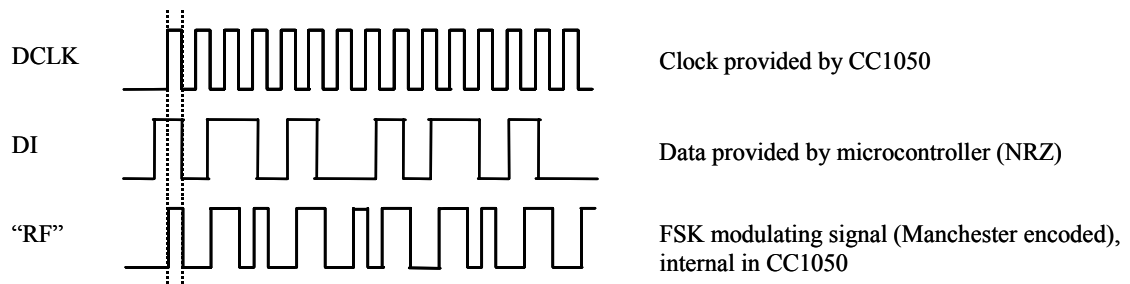 DCLK
Clock provided by CC1050
DI
Data provided by microcontroller (NRZ)
“RF”
FSK modulating signal (Manchester encoded),
internal in CC1050